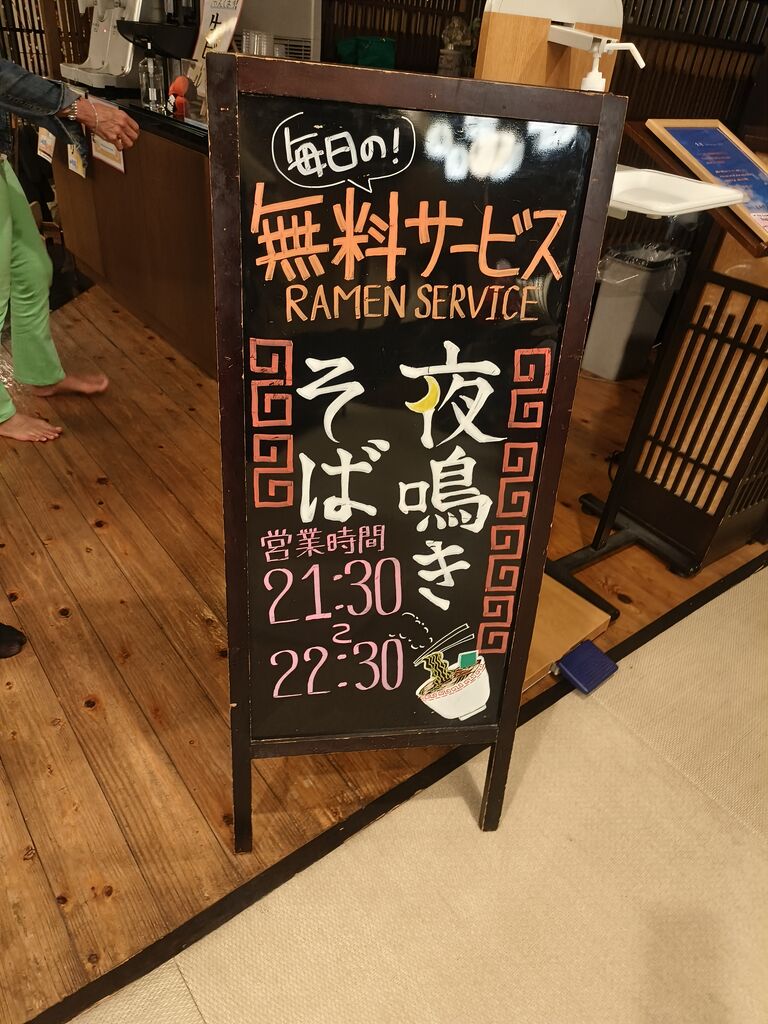 毎日の!
無料サービス
RAMEN SERVICE
夜鳴き
そば
営業時間
21:30
~
22:30